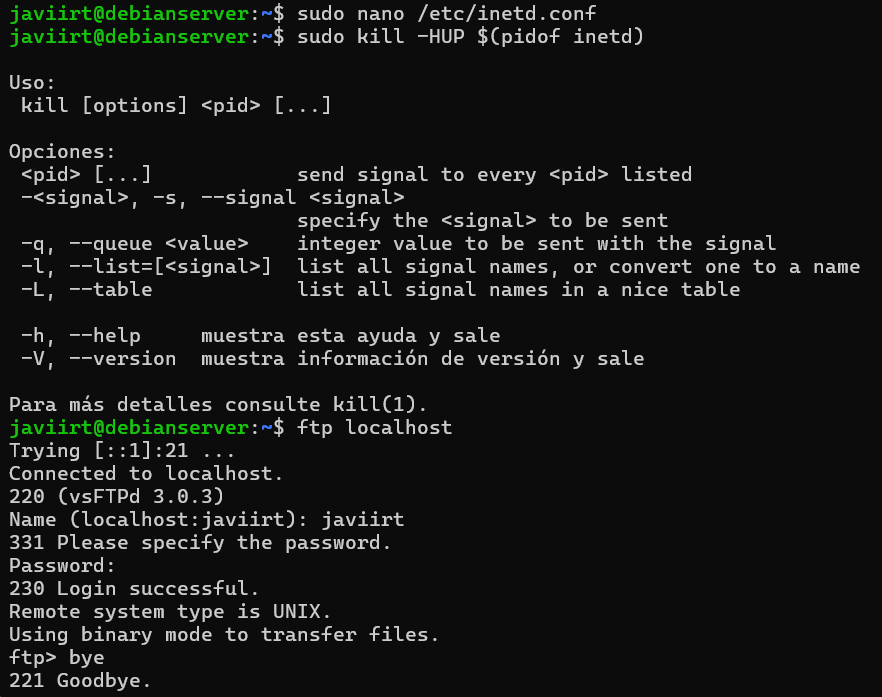 javiirt@debianserver:~$ sudo nano /etc/inetd.conf
javiirt@debianserver:~$ sudo kill -HUP $(pidof inetd)
Uso:
 kill [options] <pid> [...]
Opciones:
 <pid> [...]            send signal to every <pid> listed
 -<signal>, -s, --signal <signal>
                        specify the <signal> to be sent
 -q, --queue <value>    integer value to be sent with the signal
 -l, --list=[<signal>]  list all signal names, or convert one to a name
 -L, --table            list all signal names in a nice table
 -h, --help     muestra esta ayuda y sale
 -V, --version  muestra información de versión y sale
Para más detalles consulte kill(1).
javiirt@debianserver:~$ ftp localhost
Trying [::1]:21 ...
Connected to localhost.
220 (vsFTPd 3.0.3)
Name (localhost:javiirt): javiirt
331 Please specify the password.
Password:
230 Login successful.
Remote system type is UNIX.
Using binary mode to transfer files.
ftp> bye
221 Goodbye.